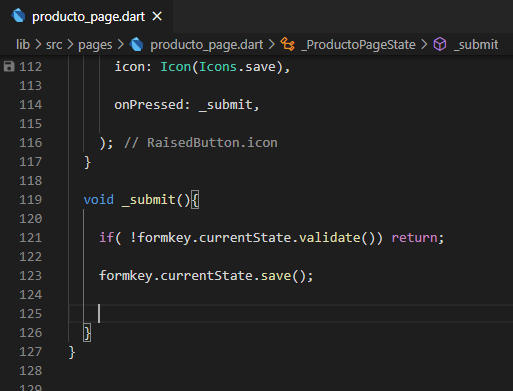 producto_page.dart
lib > src > pages > producto_page.dart > _ProductoPageState > _submit
112 icon: Icon(Icons.save),
113
114 onPressed: _submit,
115
116 ); // RaisedButton.icon
117 }
118
119 void _submit(){
120
121 if( !formkey.currentState.validate()) return;
122
123 formkey.currentState.save();
124
125
126 }
127 }
128
129